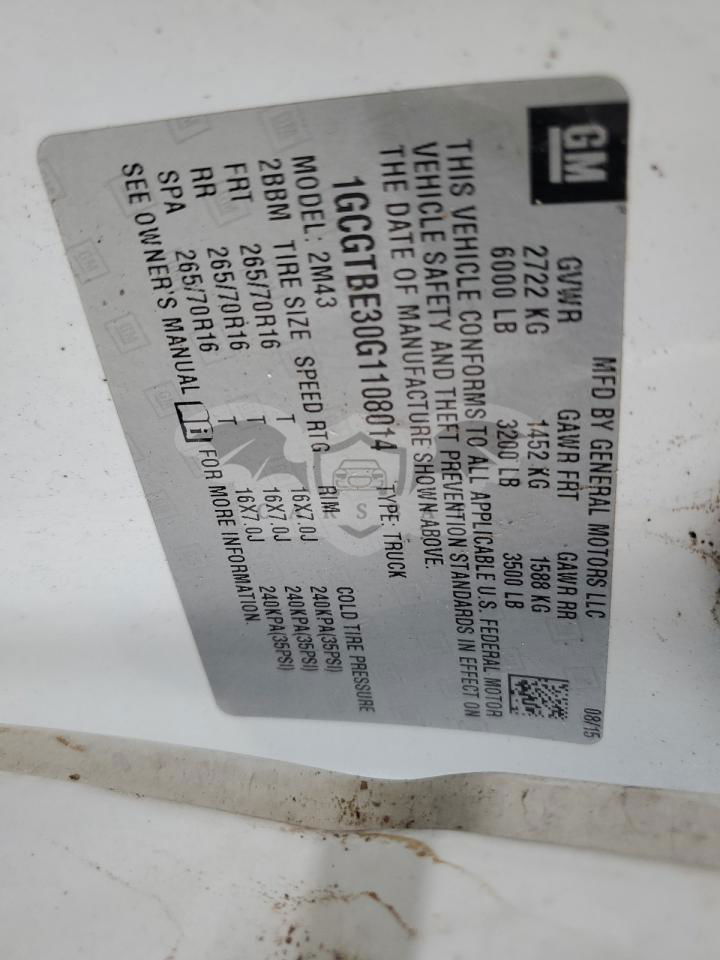 GM
MFD BY GENERAL MOTORS LLC 08/15
GVWR GAWR FRT GAWR RR
2722 KG 1452 KG 1588 KG
6000 LB 3200 LB 3500 LB
THIS VEHICLE CONFORMS TO ALL APPLICABLE U.S. FEDERAL MOTOR
VEHICLE SAFETY AND THEFT PREVENTION STANDARDS IN EFFECT ON
THE DATE OF MANUFACTURE SHOWN ABOVE.
1GCGTBE30G1108014 TYPE: TRUCK
MODEL: 2M43
2BBM TIRE SIZE SPEED RTG RIM COLD TIRE PRESSURE
FRT 265/70R16 T 16X7.0J 240KPA(35PSI)
RR 265/70R16 T 16X7.0J 240KPA(35PSI)
SPA 265/70R16 T 16X7.0J 240KPA(35PSI)
SEE OWNER'S MANUAL i FOR MORE INFORMATION.